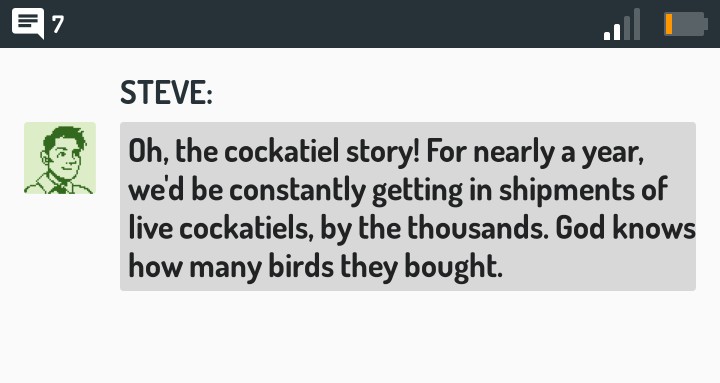 7
STEVE:
Oh, the cockatiel story! For nearly a year,
we'd be constantly getting in shipments of
live cockatiels, by the thousands. God knows
how many birds they bought.